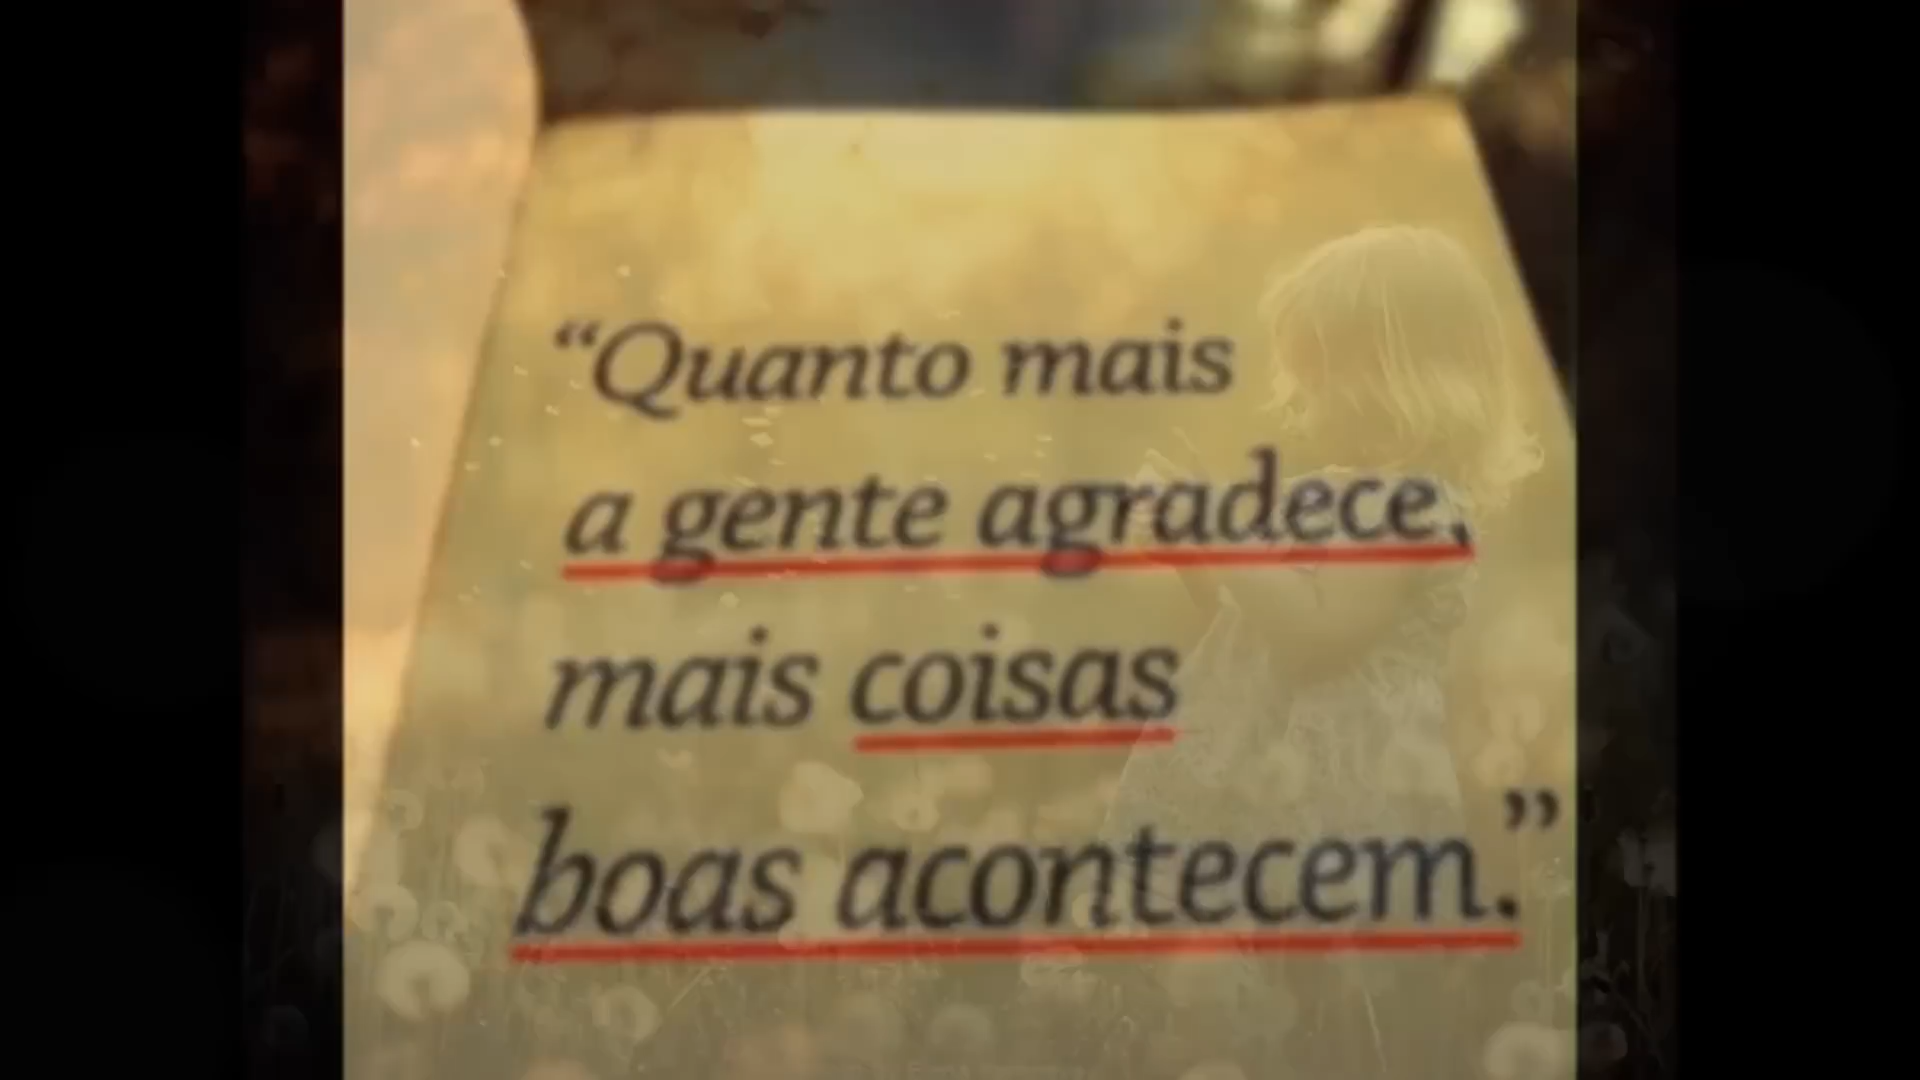 “Quanto mais
a gente agradece,
mais coisas
boas acontecem.”